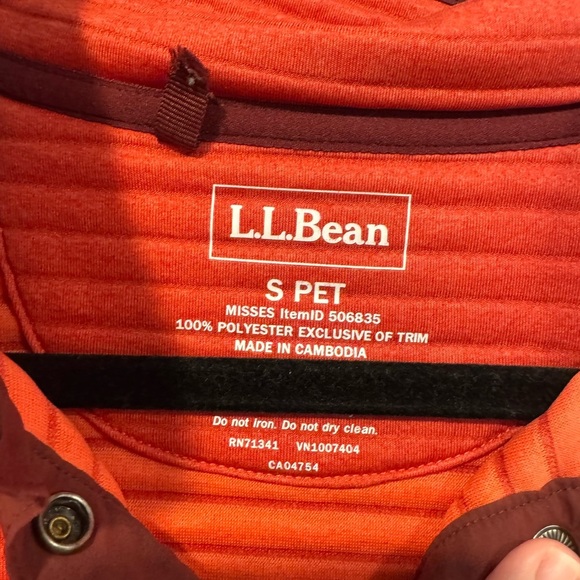 L.L.Bean
S PET
MISSES ItemID 506835
100% POLYESTER EXCLUSIVE OF TRIM
MADE IN CAMBODIA
Do not iron. Do not dry clean.
RN71341 VN1007404
CA04754